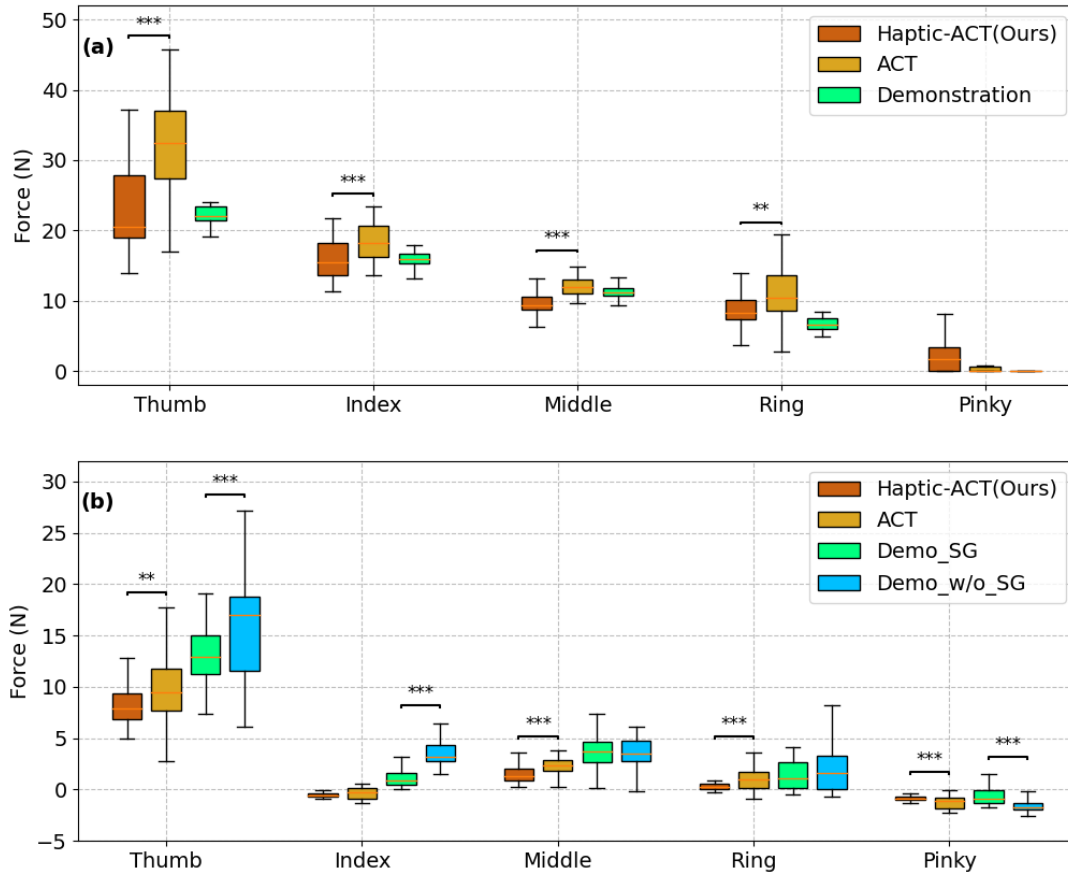 50
40
30
20
10
0
Force (N)
(a)
***
***
***
**
Haptic-ACT(Ours)
ACT
Demonstration
Thumb
Index
Middle
Ring
Pinky
30
25
20
15
10
5
0
−5
Force (N)
(b)
**
***
***
***
***
***
***
Haptic-ACT(Ours)
ACT
Demo_SG
Demo_w/o_SG
Thumb
Index
Middle
Ring
Pinky